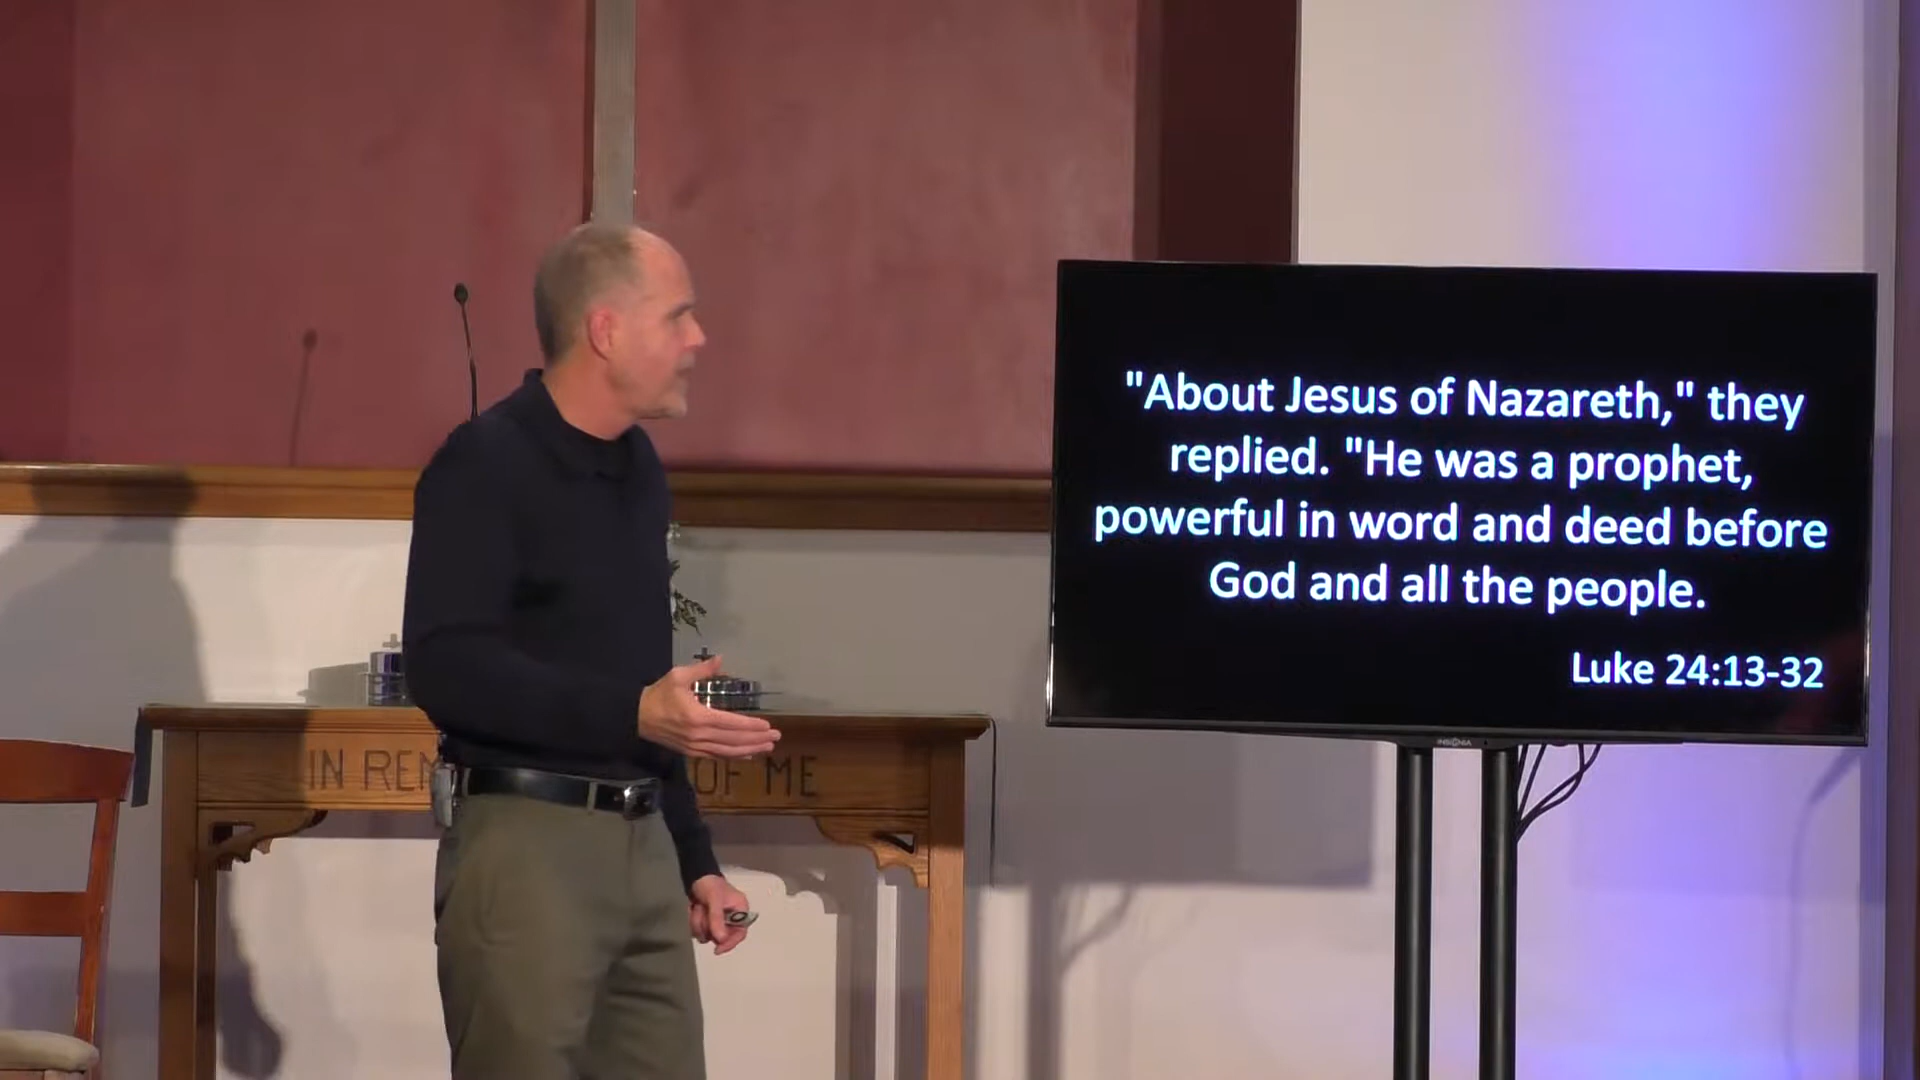 "About Jesus of Nazareth," they
replied. "He was a prophet,
powerful in word and deed before
God and all the people.
Luke 24:13-32
INSIGNIA
IN REM OF ME